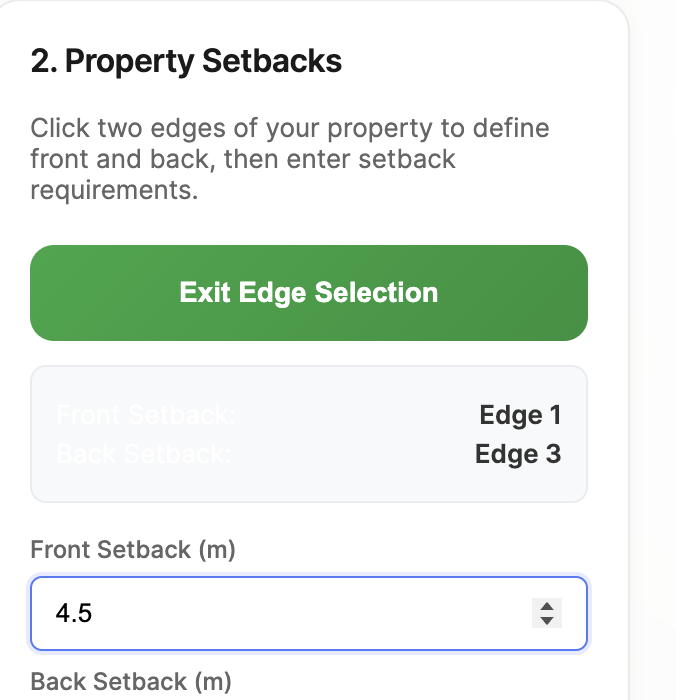 2. Property Setbacks
Click two edges of your property to define
front and back, then enter setback
requirements.
Exit Edge Selection
Front Setback: Edge 1
Back Setback: Edge 3
Front Setback (m)
4.5
Back Setback (m)